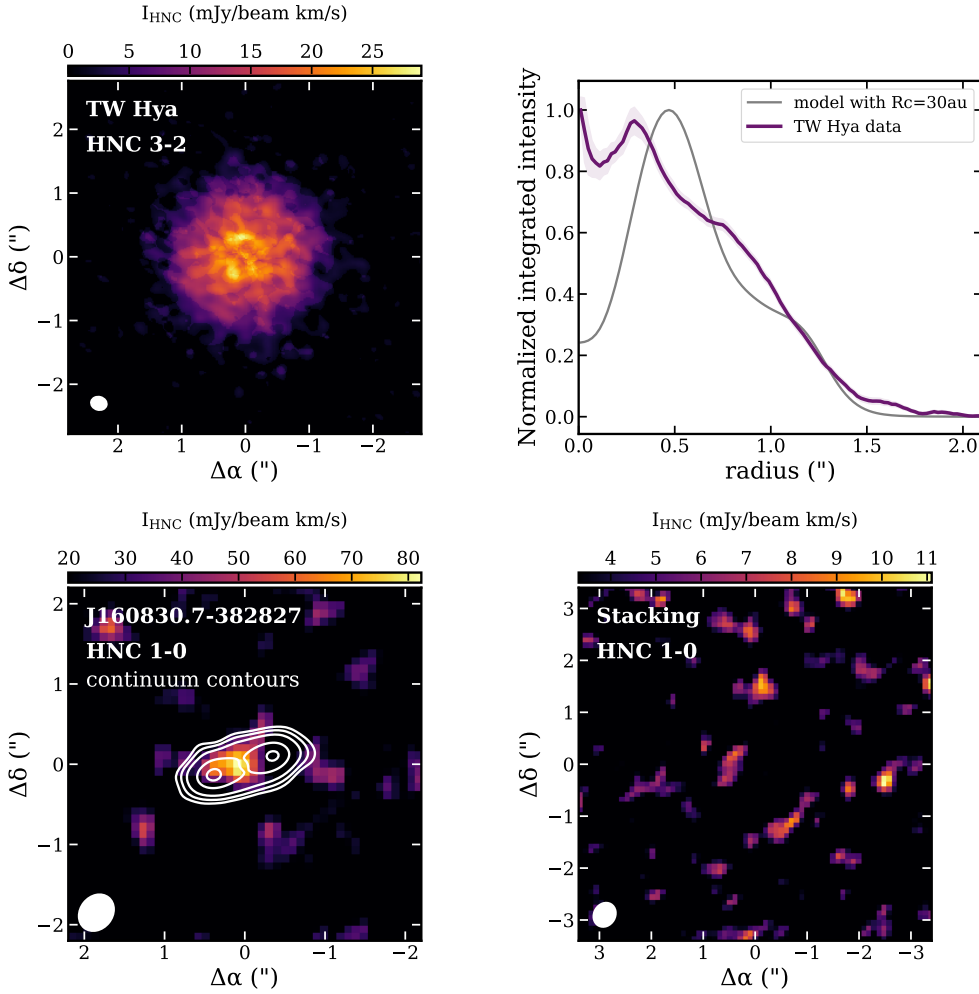 I_HNC (mJy/beam km/s)
0 5 10 15 20 25
TW Hya
HNC 3-2
Δδ (")
2
1
0
−1
−2
2 1 0 −1 −2
Δα (")
Normalized integrated intensity
1.0
0.8
0.6
0.4
0.2
0.0
model with Rc=30au
TW Hya data
0.0 0.5 1.0 1.5 2.0
radius (")
I_HNC (mJy/beam km/s)
20 30 40 50 60 70 80
J160830.7-382827
HNC 1-0
continuum contours
Δδ (")
2
1
0
−1
−2
2 1 0 −1 −2
Δα (")
I_HNC (mJy/beam km/s)
4 5 6 7 8 9 10 11
Stacking
HNC 1-0
Δδ (")
3
2
1
0
−1
−2
−3
3 2 1 0 −1 −2 −3
Δα (")